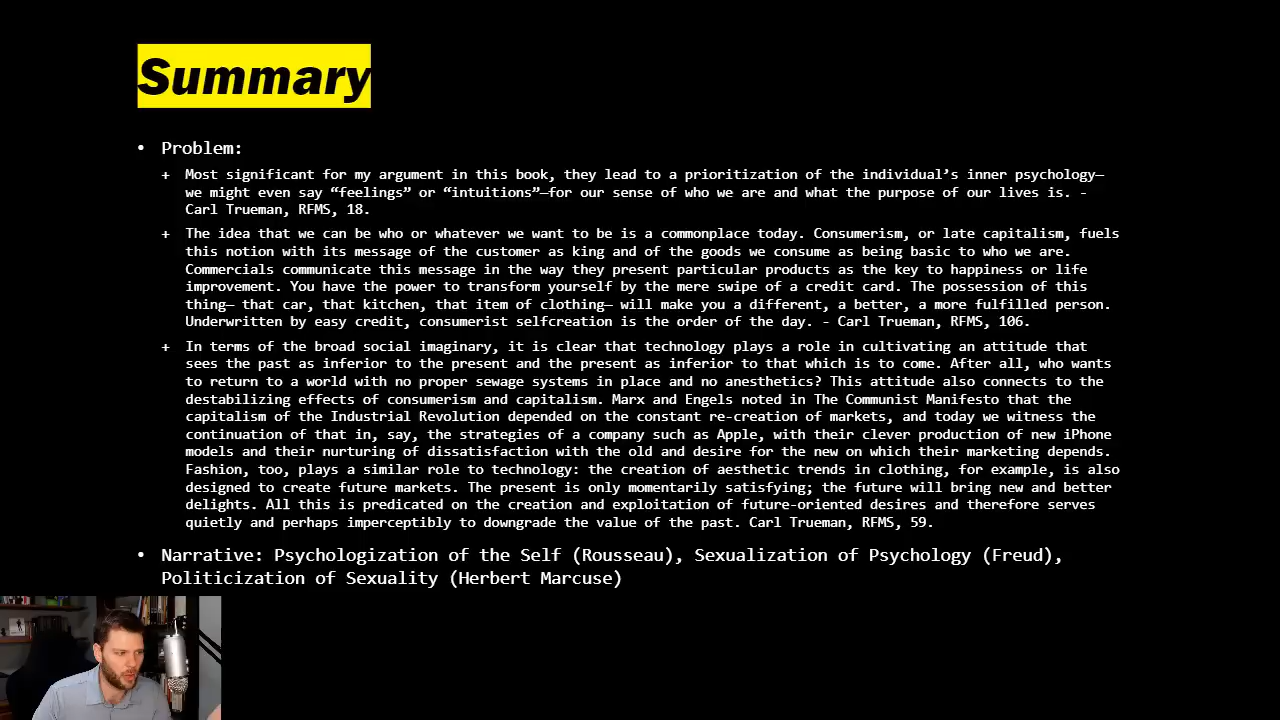 Summary
• Problem:
+ Most significant for my argument in this book, they lead to a prioritization of the individual’s inner psychology—
we might even say “feelings” or “intuitions”—for our sense of who we are and what the purpose of our lives is. -
Carl Trueman, RFMS, 18.
+ The idea that we can be who or whatever we want to be is a commonplace today. Consumerism, or late capitalism, fuels
this notion with its message of the customer as king and of the goods we consume as being basic to who we are.
Commercials communicate this message in the way they present particular products as the key to happiness or life
improvement. You have the power to transform yourself by the mere swipe of a credit card. The possession of this
thing— that car, that kitchen, that item of clothing— will make you a different, a better, a more fulfilled person.
Underwritten by easy credit, consumerist selfcreation is the order of the day. - Carl Trueman, RFMS, 106.
+ In terms of the broad social imaginary, it is clear that technology plays a role in cultivating an attitude that
sees the past as inferior to the present and the present as inferior to that which is to come. After all, who wants
to return to a world with no proper sewage systems in place and no anesthetics? This attitude also connects to the
destabilizing effects of consumerism and capitalism. Marx and Engels noted in The Communist Manifesto that the
capitalism of the Industrial Revolution depended on the constant re-creation of markets, and today we witness the
continuation of that in, say, the strategies of a company such as Apple, with their clever production of new iPhone
models and their nurturing of dissatisfaction with the old and desire for the new on which their marketing depends.
Fashion, too, plays a similar role to technology: the creation of aesthetic trends in clothing, for example, is also
designed to create future markets. The present is only momentarily satisfying; the future will bring new and better
delights. All this is predicated on the creation and exploitation of future-oriented desires and therefore serves
quietly and perhaps imperceptibly to downgrade the value of the past. Carl Trueman, RFMS, 59.
• Narrative: Psychologization of the Self (Rousseau), Sexualization of Psychology (Freud),
Politicization of Sexuality (Herbert Marcuse)